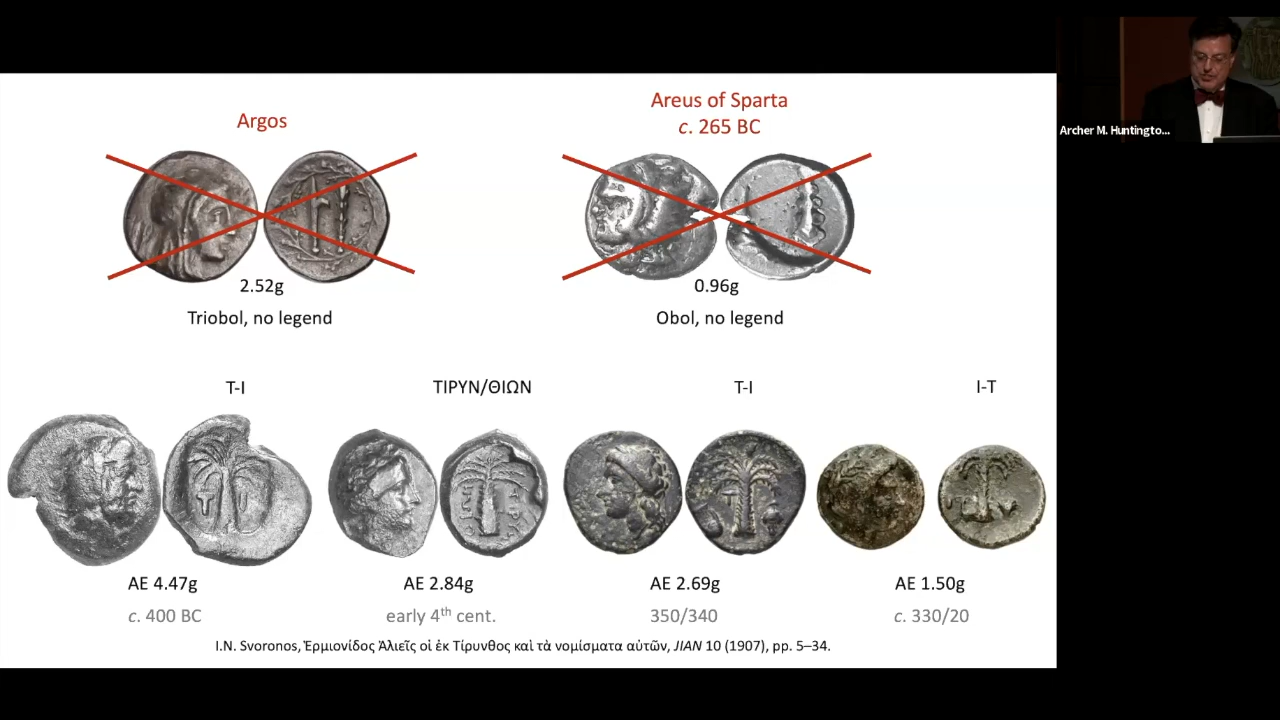 Argos
Areus of Sparta
c. 265 BC
Archer M. Huntingto...
2.52g
0.96g
Triobol, no legend
Obol, no legend
T-I
ΤΙΡΥΝ/ΘΙΩΝ
T-I
I-T
AE 4.47g
AE 2.84g
AE 2.69g
AE 1.50g
c. 400 BC
early 4th cent.
350/340
c. 330/20
I.N. Svoronos, Ἑρμιονίδος Ἁλιεῖς οἱ ἐκ Τίρυνθος καὶ τὰ νομίσματα αὐτῶν, JIAN 10 (1907), pp. 5–34.